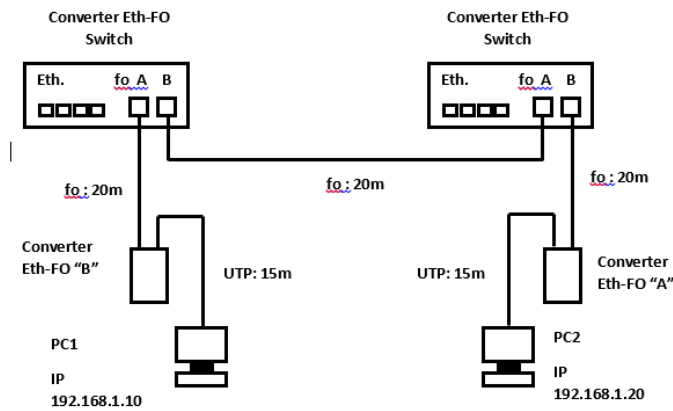 Converter Eth-FO
Switch
Converter Eth-FO
Switch
Eth. fo A B
Eth. fo A B
fo : 20m
fo : 20m
fo : 20m
Converter
Eth-FO “B”
UTP: 15m
UTP: 15m
Converter
Eth-FO “A”
PC1
IP
192.168.1.10
PC2
IP
192.168.1.20